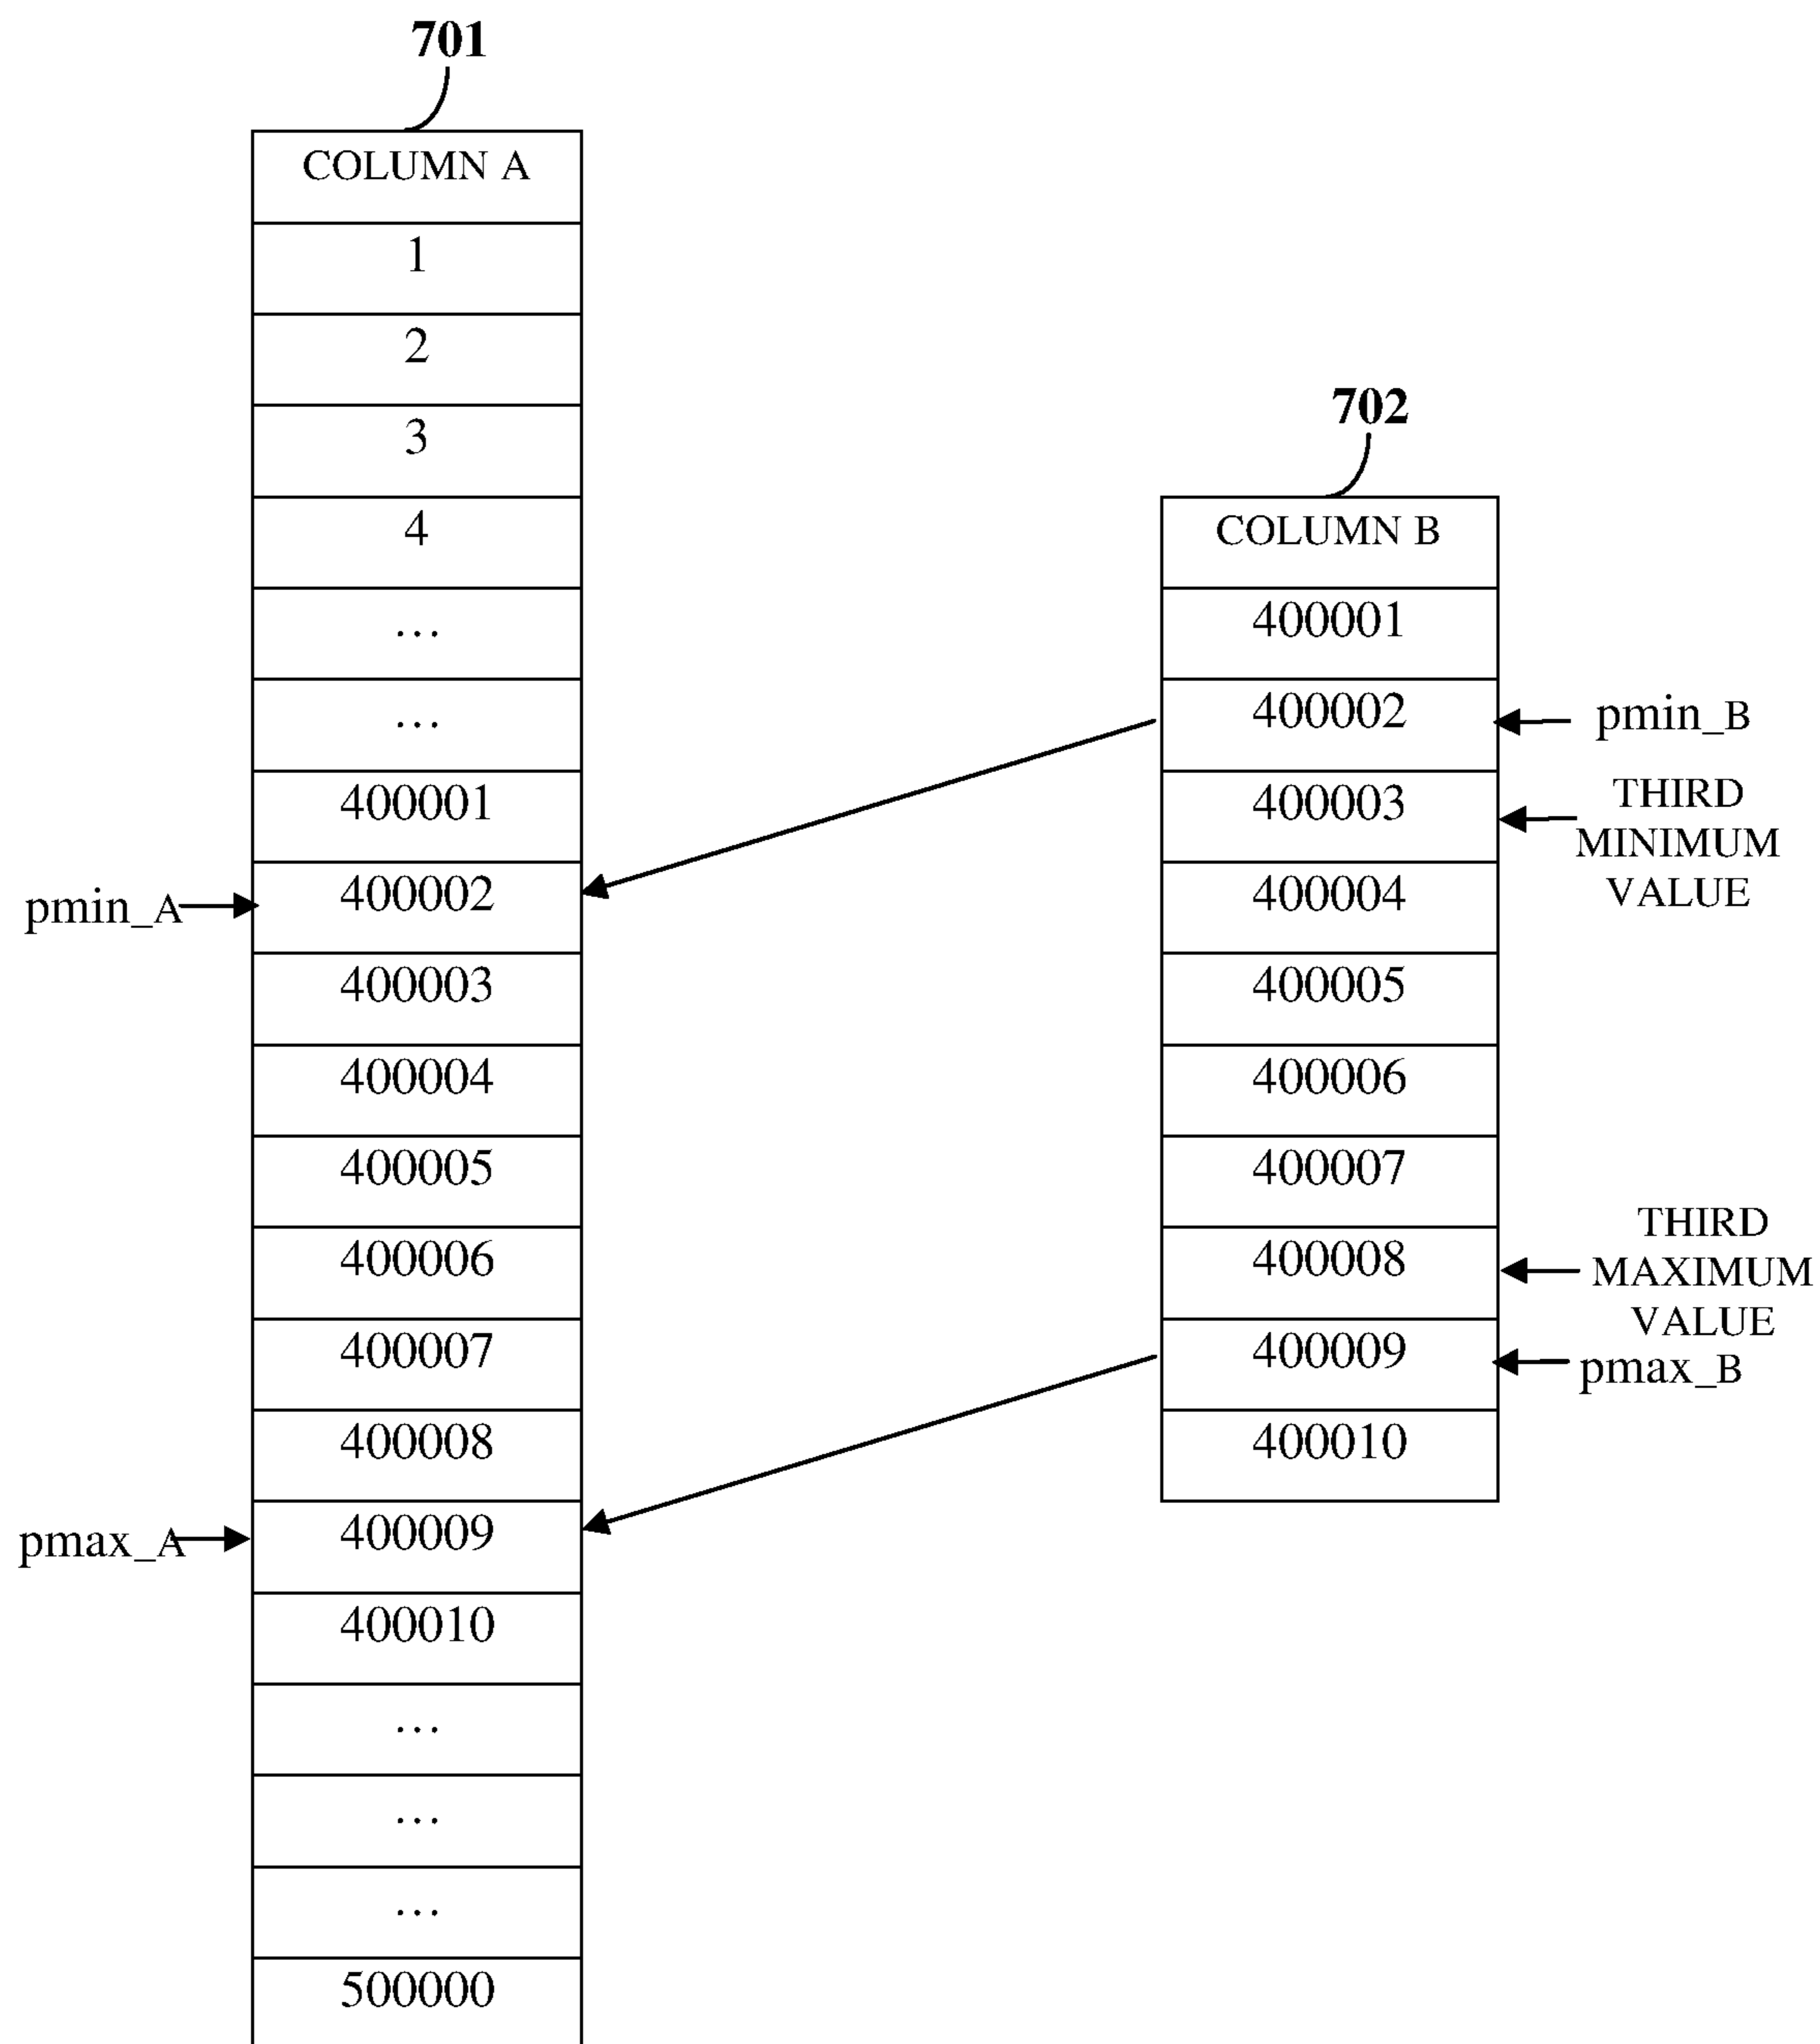 701
COLUMN A
1
2
3
4
...
...
400001
400002
400003
400004
400005
400006
400007
400008
400009
400010
...
...
...
500000
pmin_A
pmax_A
702
COLUMN B
400001
400002
400003
400004
400005
400006
400007
400008
400009
400010
pmin_B
THIRD
MINIMUM
VALUE
THIRD
MAXIMUM
VALUE
pmax_B